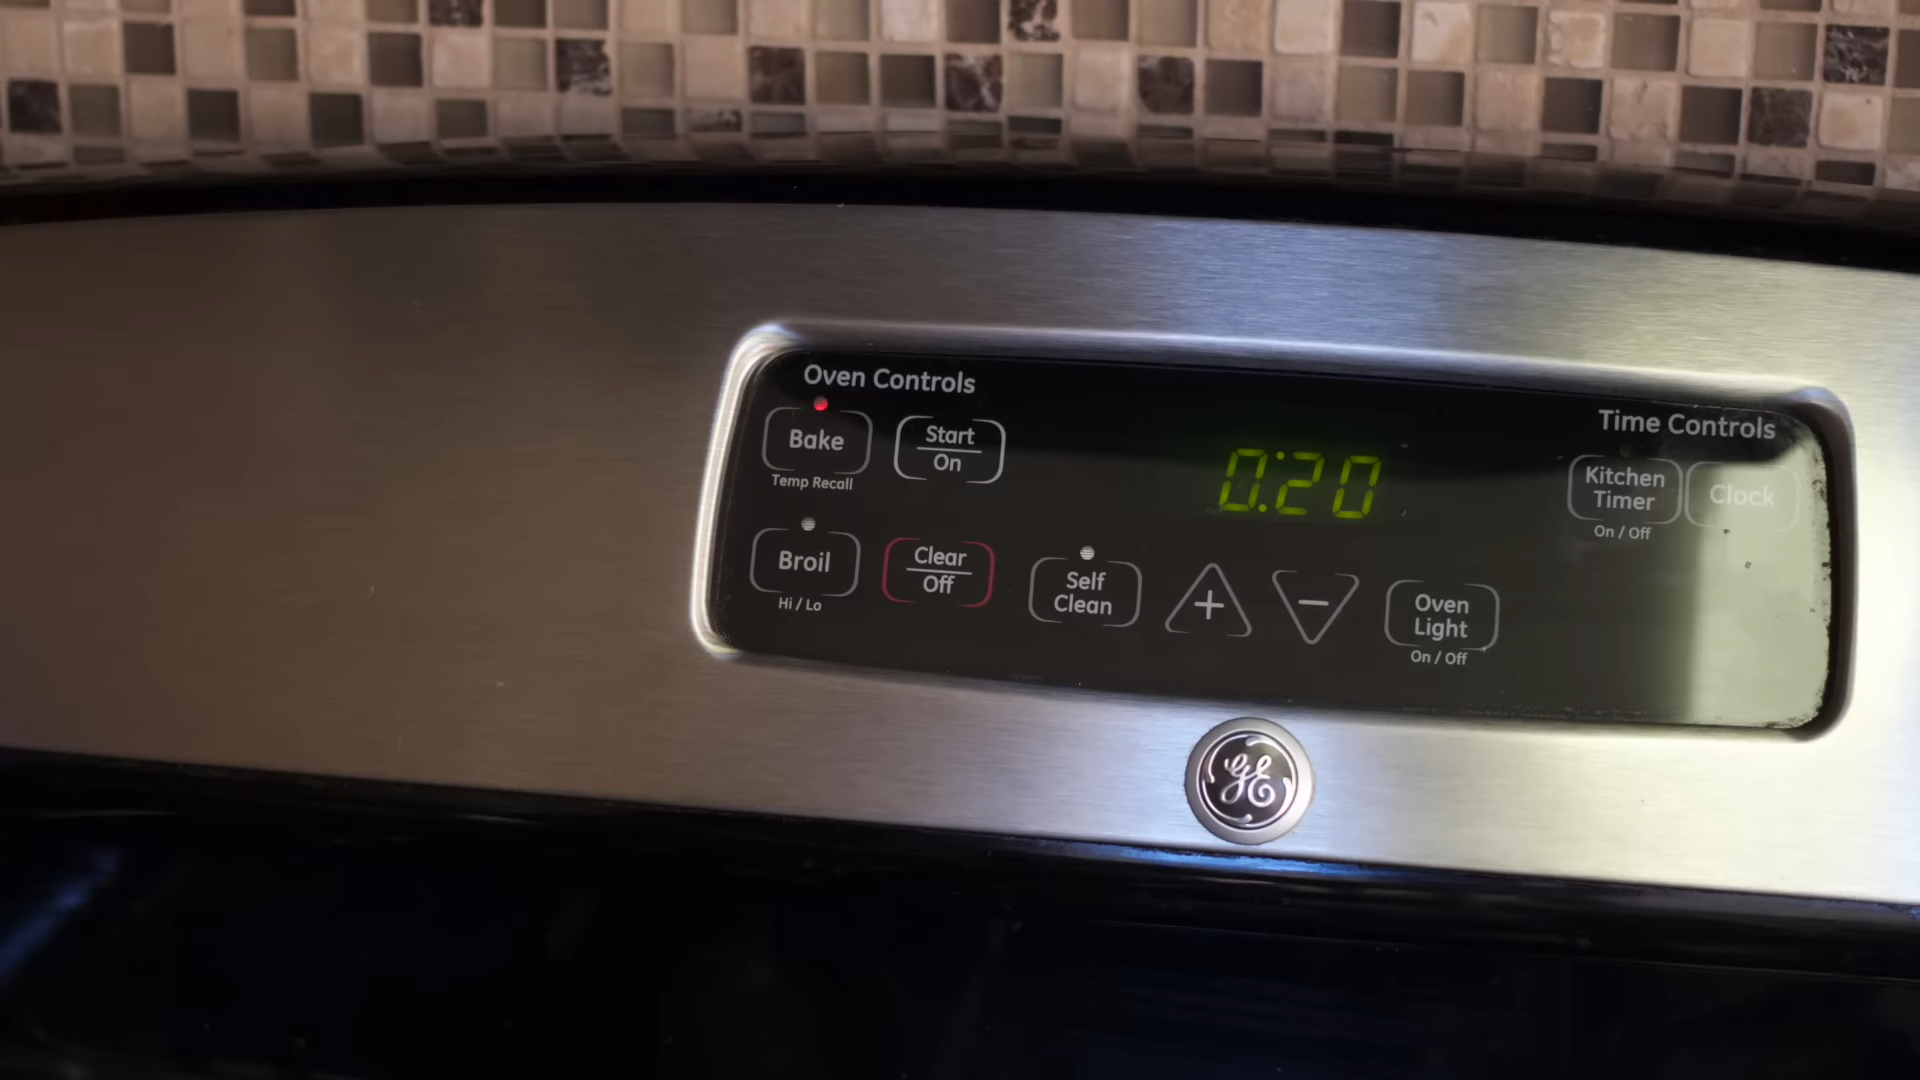 Oven Controls
Bake
Temp Recall
Start
On
Broil
Hi / Lo
Clear
Off
Self
Clean
+
−
0:20
Oven
Light
On / Off
Time Controls
Kitchen
Timer
On / Off
Clock
GE